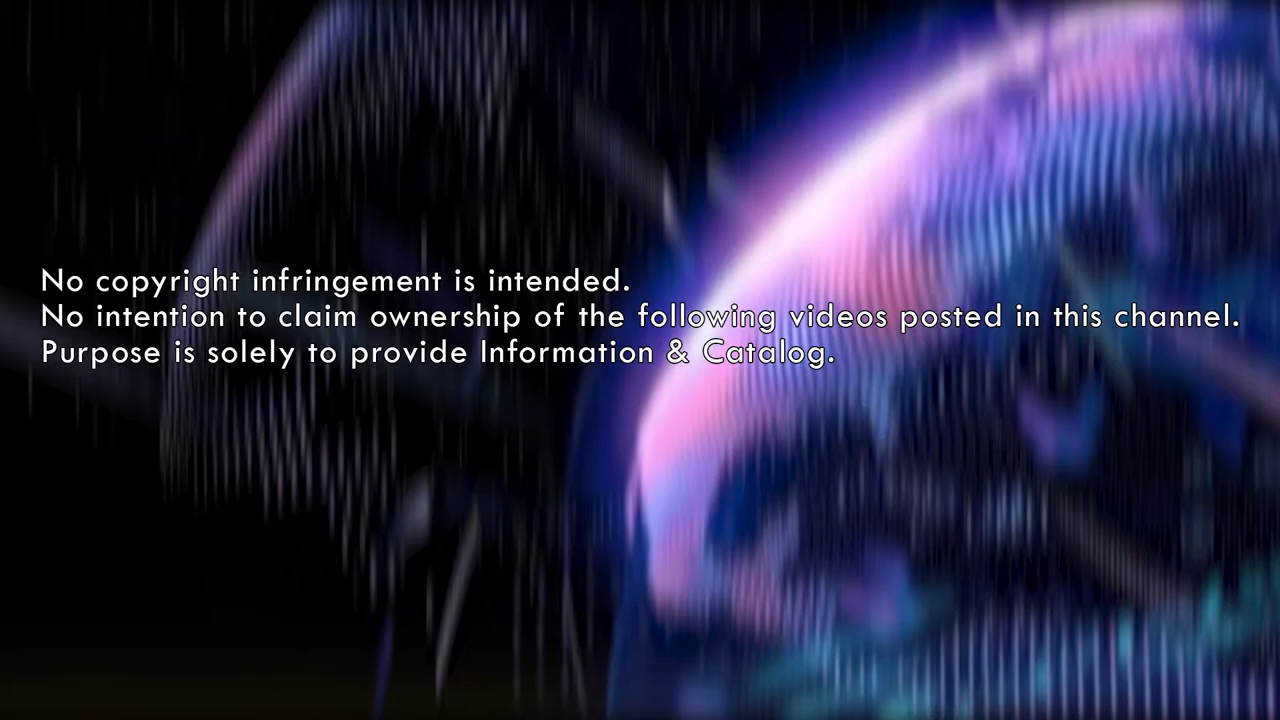 No copyright infringement is intended.
No intention to claim ownership of the following videos posted in this channel.
Purpose is solely to provide Information & Catalog.